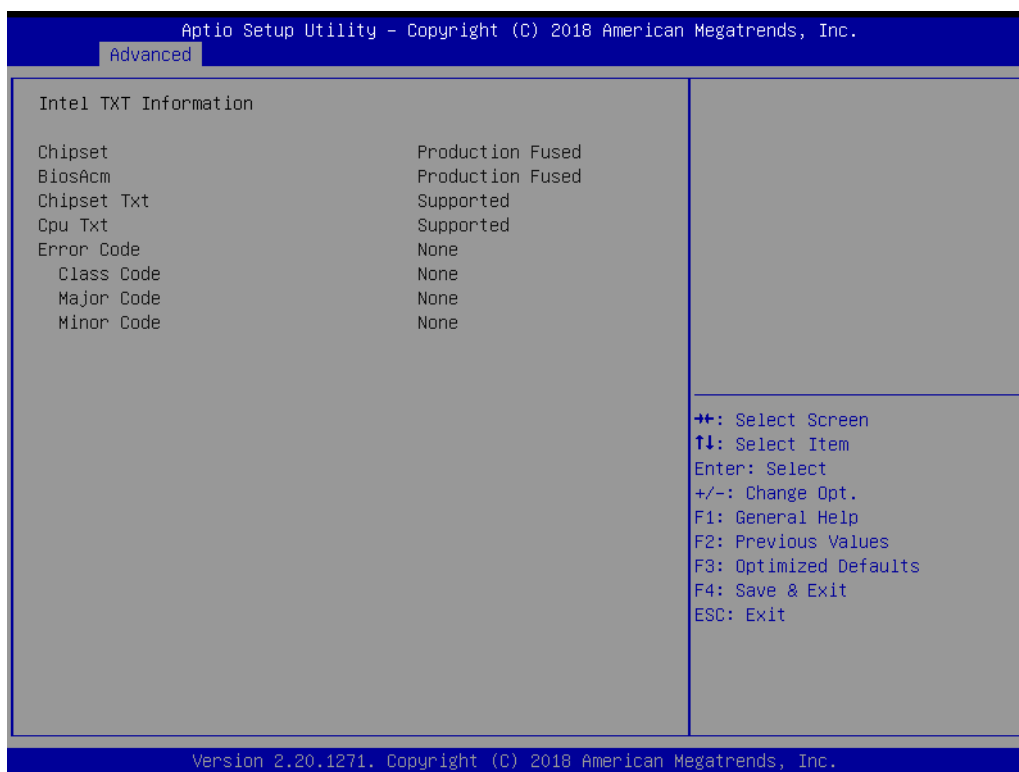 Aptio Setup Utility – Copyright (C) 2018 American Megatrends, Inc.
Advanced
Intel TXT Information
Chipset Production Fused
BiosAcm Production Fused
Chipset Txt Supported
Cpu Txt Supported
Error Code None
Class Code None
Major Code None
Minor Code None
→←: Select Screen
↑↓: Select Item
Enter: Select
+/-: Change Opt.
F1: General Help
F2: Previous Values
F3: Optimized Defaults
F4: Save & Exit
ESC: Exit
Version 2.20.1271. Copyright (C) 2018 American Megatrends, Inc.